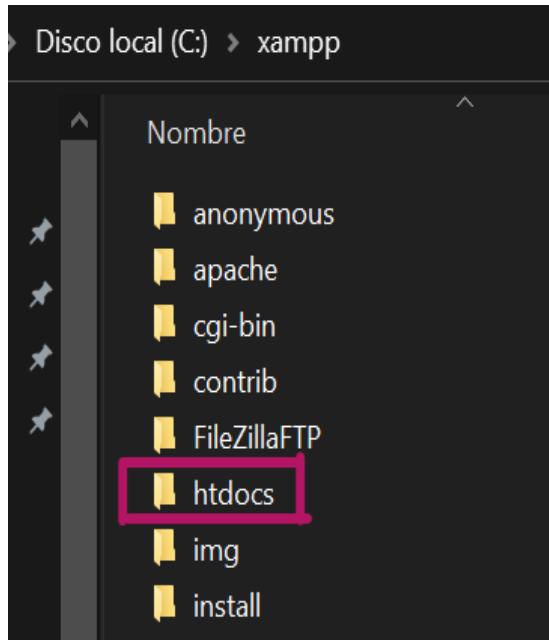 Disco local (C:) > xampp
Nombre
anonymous
apache
cgi-bin
contrib
FileZillaFTP
htdocs
img
install